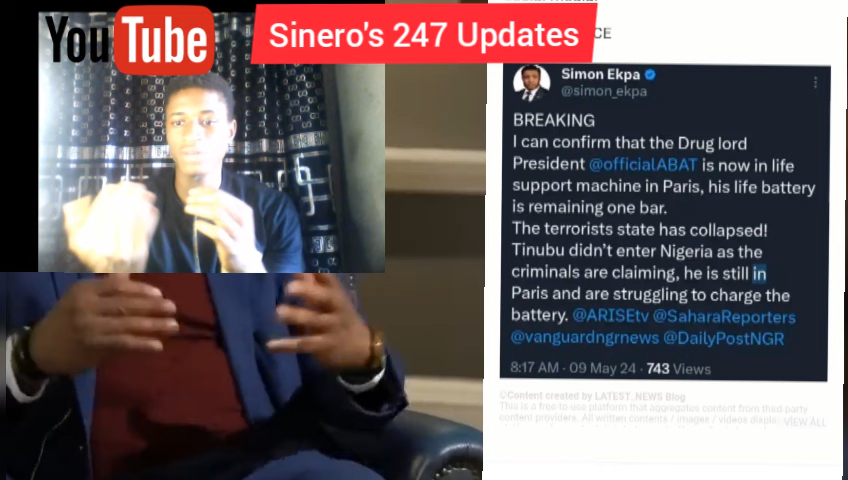 YouTube
Sinero's 247 Updates
CE
Simon Ekpa
@simon_ekpa
BREAKING
I can confirm that the Drug lord
President @officialABAT is now in life
support machine in Paris, his life battery
is remaining one bar.
The terrorists state has collapsed!
Tinubu didn't enter Nigeria as the
criminals are claiming, he is still in
Paris and are struggling to charge the
battery. @ARISEtv @SaharaReporters
@vanguardngrnews @DailyPostNGR
8:17 AM · 09 May 24 · 743 Views
©Content created by LATEST_NEWS Blog
This is a free to use platform that aggregates content from third party
content providers. All written contents / images / videos displa VIEW ALL